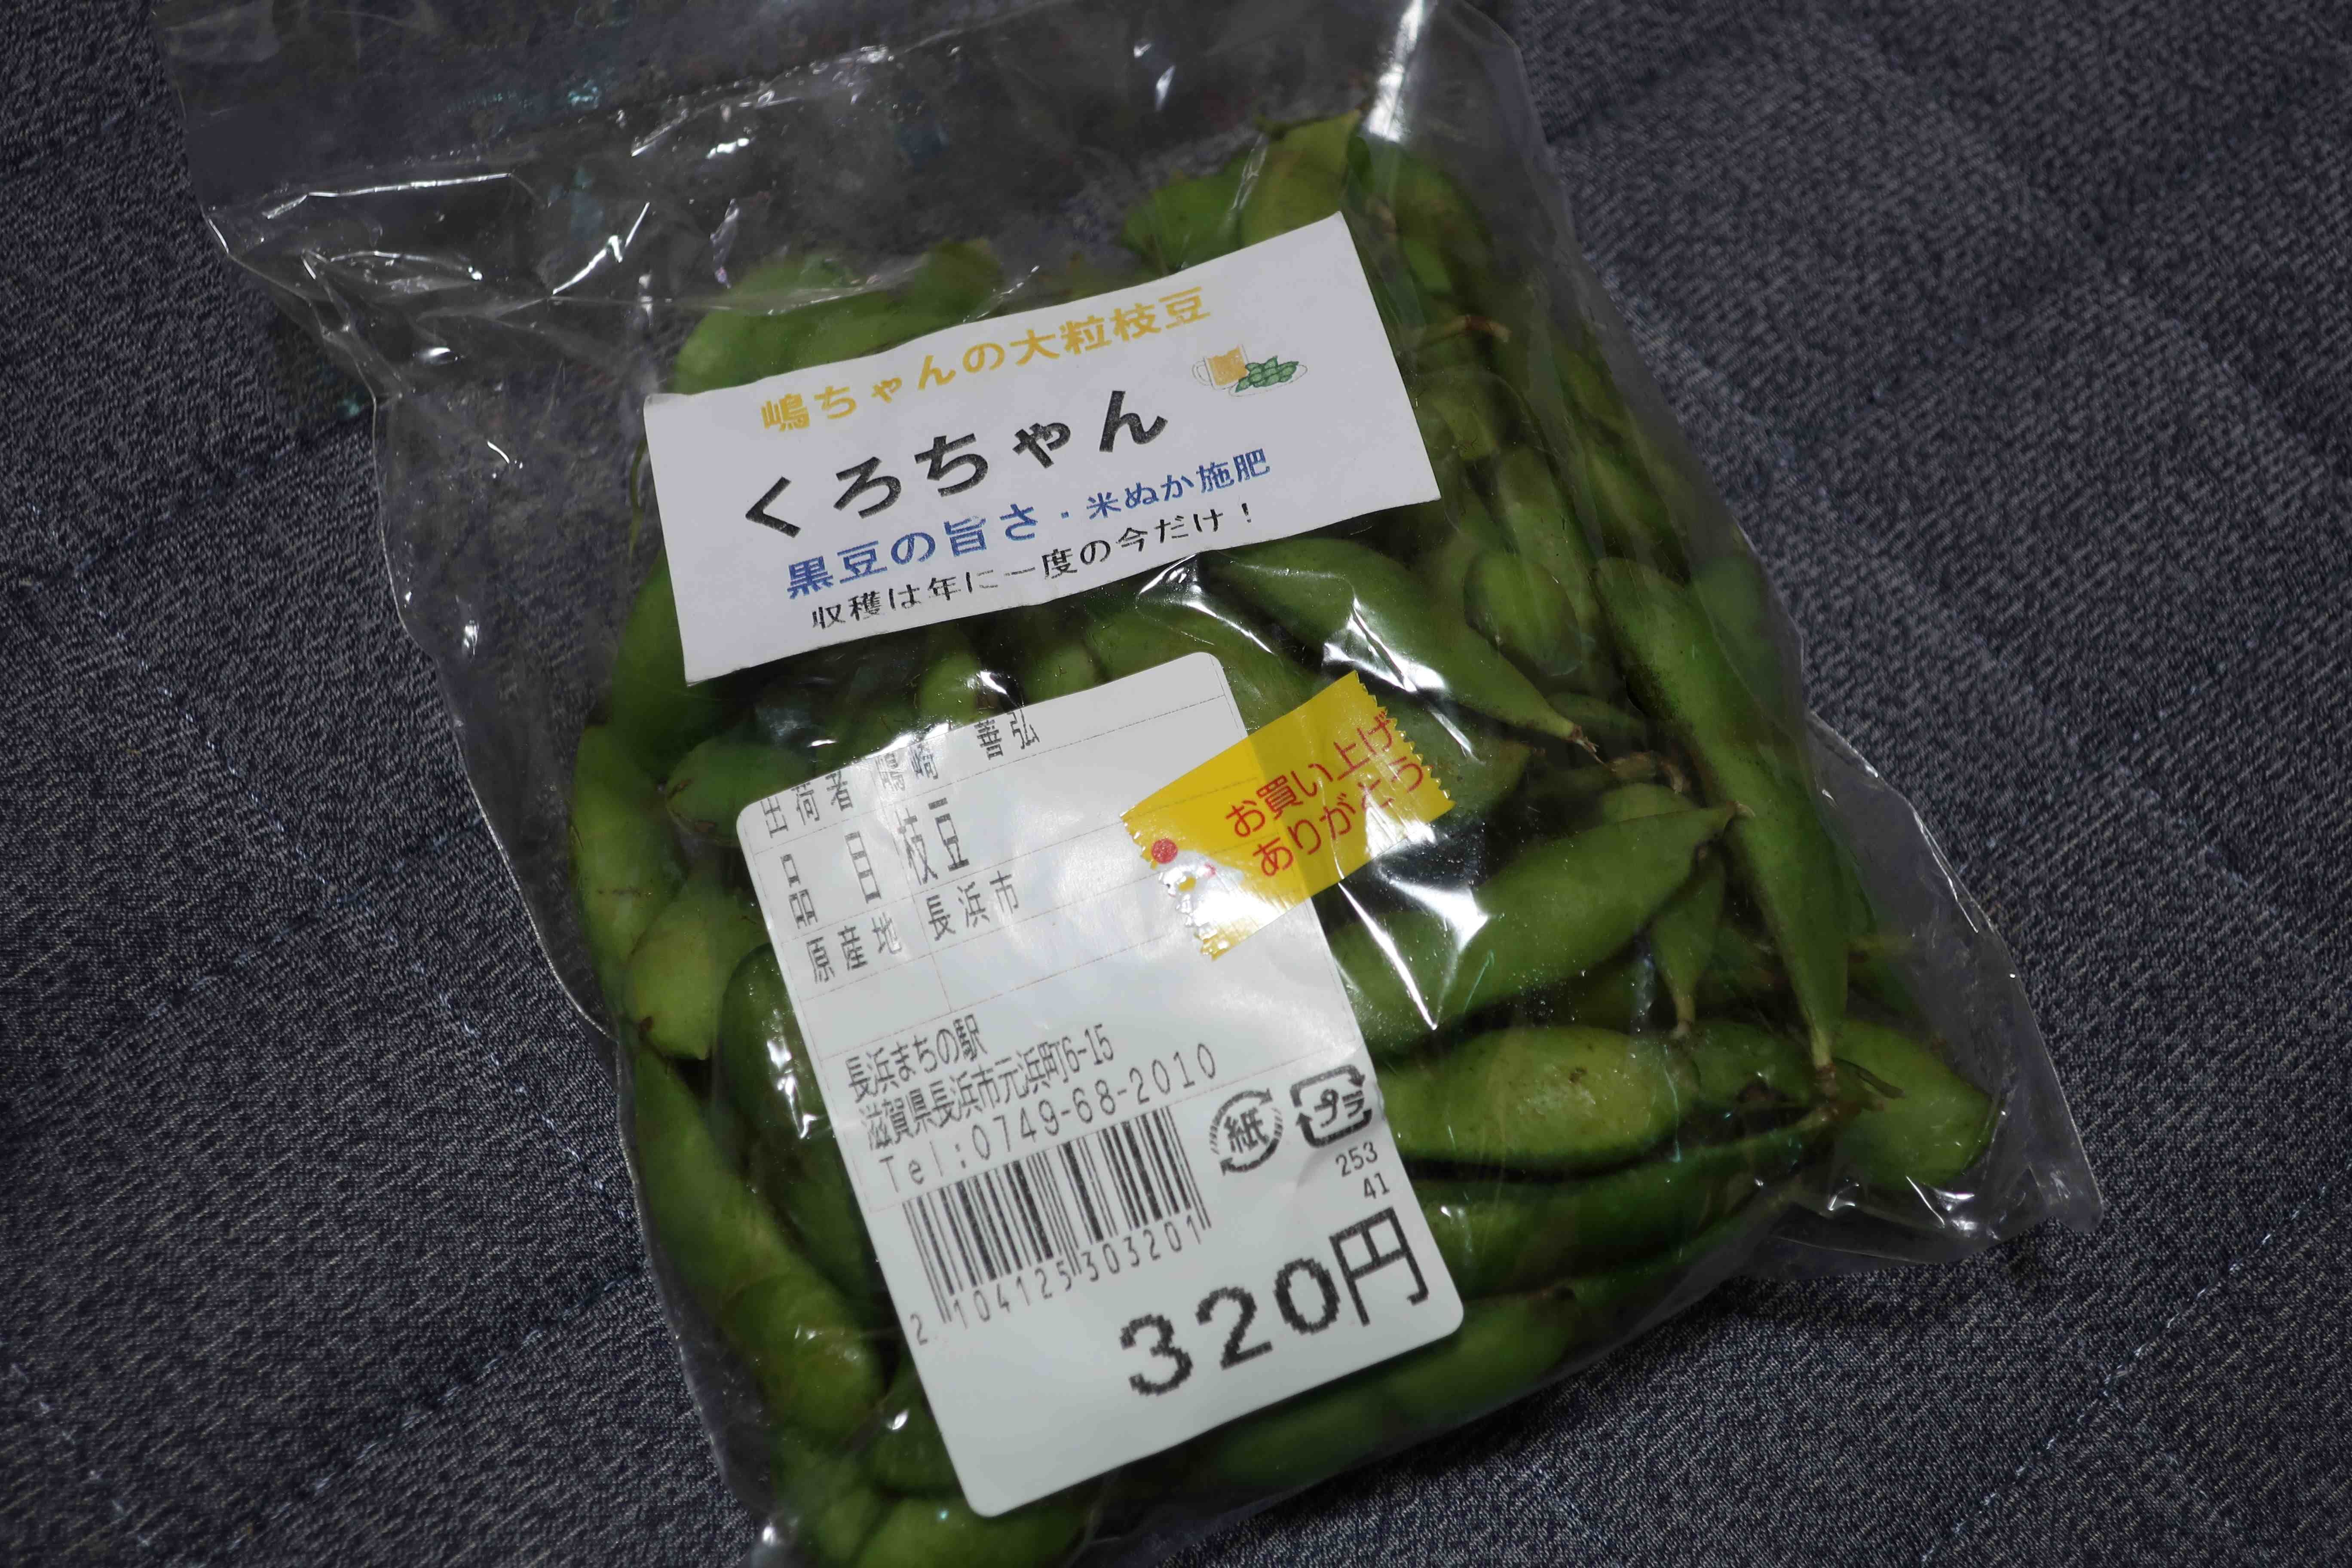 嶋ちゃんの大粒枝豆
くろちゃん
黒豆の旨さ・米ぬか施肥
収穫は年に一度の今だけ！
出荷者 嶋﨑 善弘
品目 枝豆
原産地 長浜市
お買い上げ
ありがとう
長浜まちの駅
滋賀県長浜市元浜町6-15
Tel:0749-68-2010
紙 プラ
253
41
2104125303201
320円